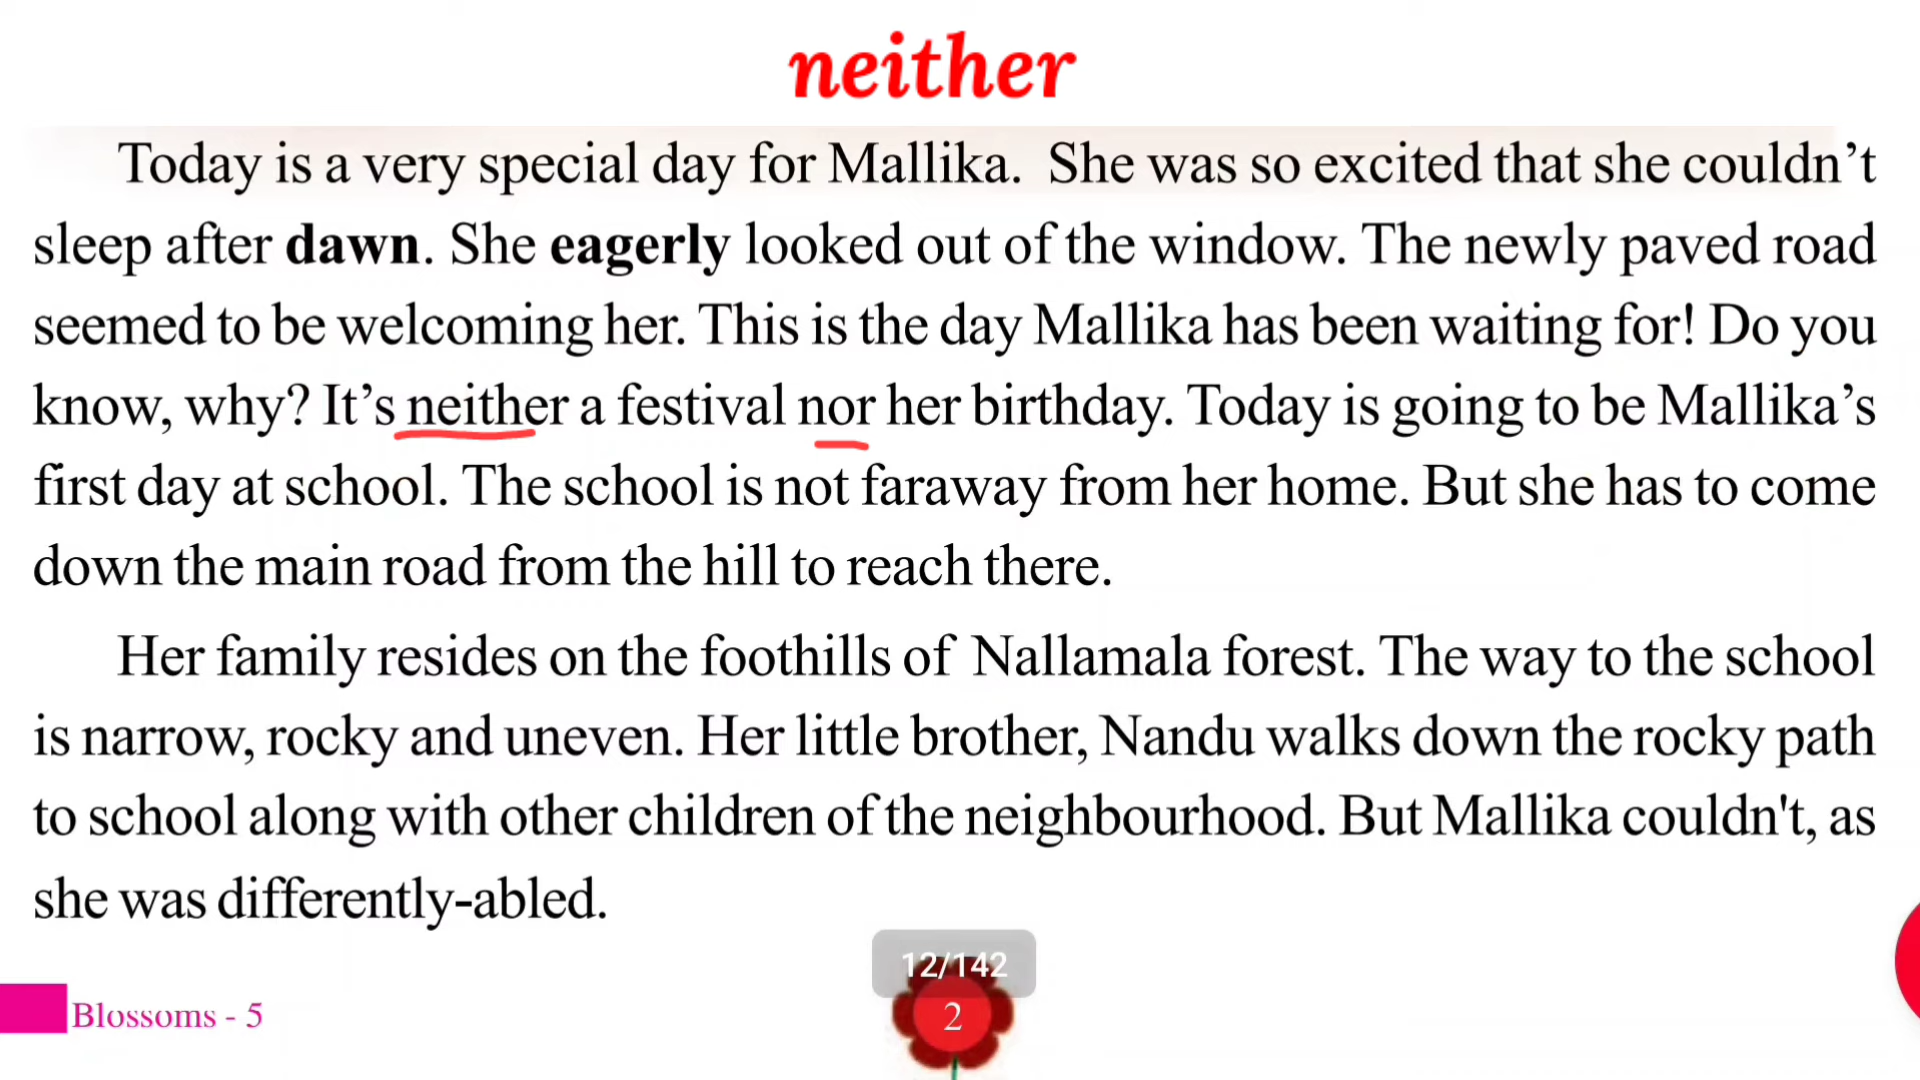 neither
Today is a very special day for Mallika. She was so excited that she couldn’t
sleep after dawn. She eagerly looked out of the window. The newly paved road
seemed to be welcoming her. This is the day Mallika has been waiting for! Do you
know, why? It’s neither a festival nor her birthday. Today is going to be Mallika’s
first day at school. The school is not faraway from her home. But she has to come
down the main road from the hill to reach there.
Her family resides on the foothills of Nallamala forest. The way to the school
is narrow, rocky and uneven. Her little brother, Nandu walks down the rocky path
to school along with other children of the neighbourhood. But Mallika couldn't, as
she was differently-abled.
12/142
Blossoms - 5
2